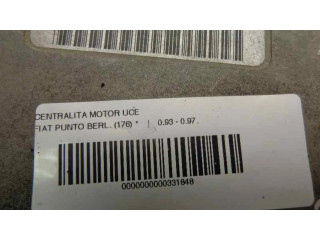 CENTRALITA MOTOR UCE
FIAT PUNTO BERL. (176) * | 0.93 - 0.97
0000000000331648